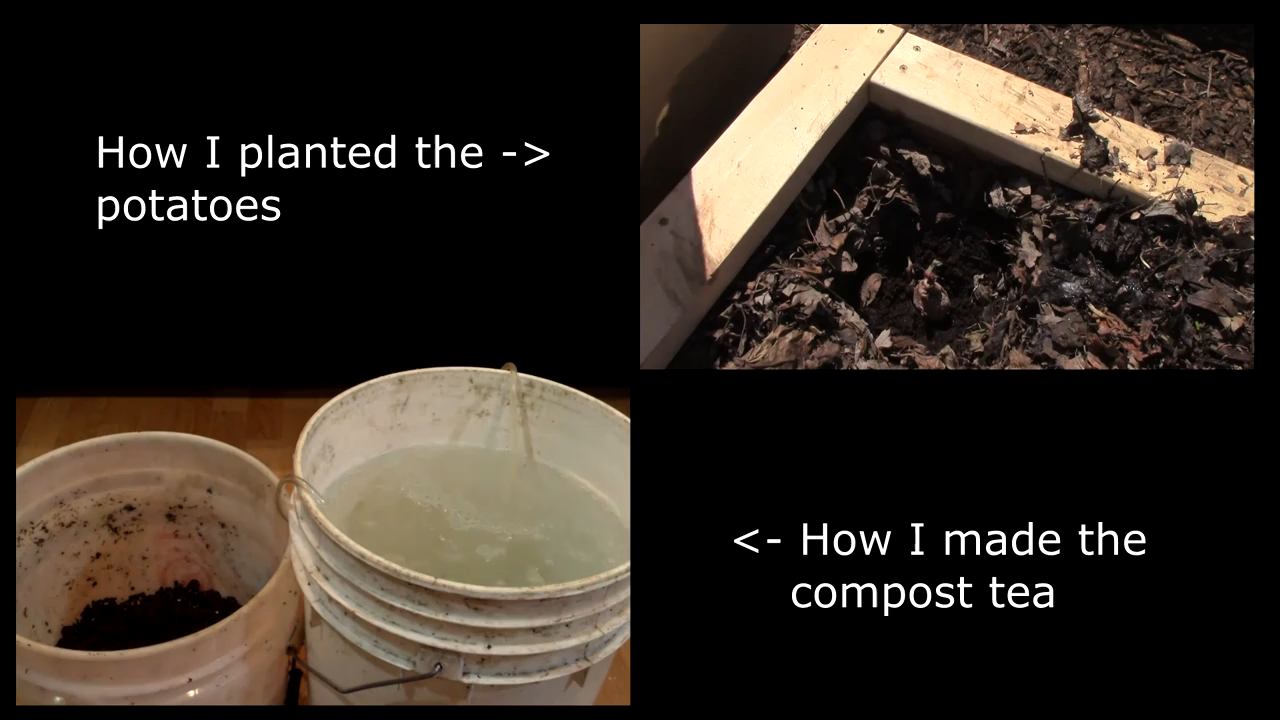 How I planted the ->
potatoes
<- How I made the
compost tea